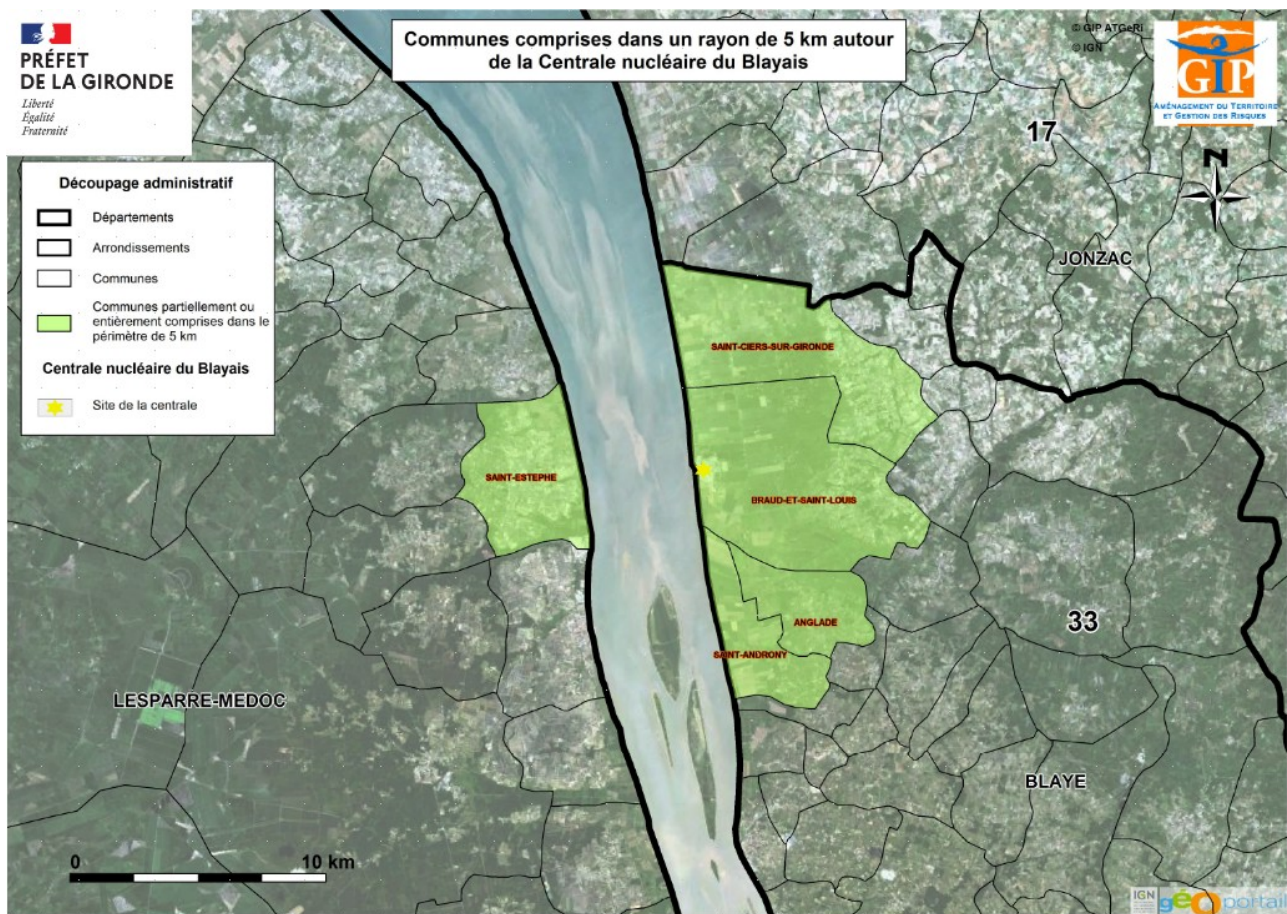 PRÉFET
DE LA GIRONDE
Liberté
Égalité
Fraternité
Communes comprises dans un rayon de 5 km autour
de la Centrale nucléaire du Blayais
© GIP ATGeRi
© IGN
GIP
AMÉNAGEMENT DU TERRITOIRE
ET GESTION DES RISQUES
Découpage administratif
Départements
Arrondissements
Communes
Communes partiellement ou
entièrement comprises dans le
périmètre de 5 km
Centrale nucléaire du Blayais
Site de la centrale
17
N
JONZAC
SAINT-CIERS-SUR-GIRONDE
SAINT-ESTEPHE
BRAUD-ET-SAINT-LOUIS
ANGLADE
33
SAINT-ANDRONY
LESPARRE-MEDOC
BLAYE
0 10 km
IGN
géoportail